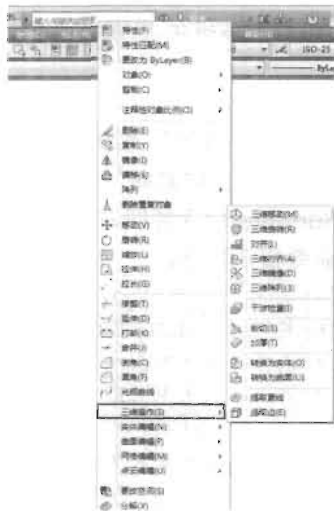 特性(P)
特性匹配(M)
更改为 ByLayer(B)
对象(O)
剪裁(C)
注释性对象比例(O)
删除(E)
复制(Y)
镜像(I)
偏移(S)
阵列
删除重复对象
移动(V)
旋转(R)
缩放(L)
拉伸(H)
拉长(G)
修剪(T)
延伸(D)
打断(K)
合并(J)
倒角(C)
圆角(F)
光顺曲线
三维操作(3)
实体编辑(N)
曲面编辑(F)
网格编辑(M)
点云编辑(U)
更改空间(S)
分解(X)
ISO-25
ByLa
三维移动(M)
三维旋转(R)
对齐(L)
三维对齐(A)
三维镜像(D)
三维阵列(3)
干涉检查(I)
剖切(S)
加厚(T)
转换为实体(O)
转换为曲面(U)
提取素线
提取边(E)